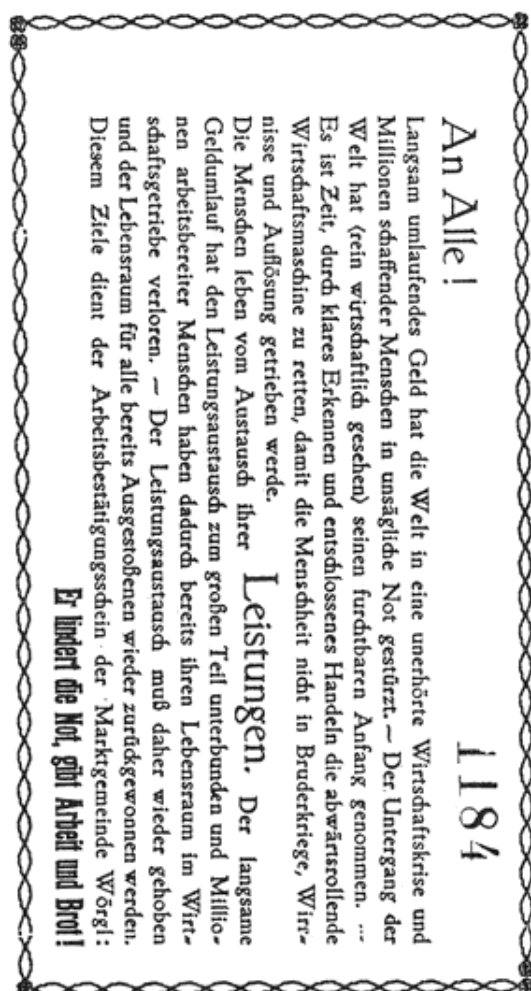 An Alle!
1184
Langsam umlaufendes Geld hat die Welt in eine unerhörte Wirtschaftskrise und
Millionen schaffender Menschen in unsägliche Not gestürzt. — Der Untergang der
Welt hat (rein wirtschaftlich gesehen) seinen furchtbaren Anfang genommen. —
Es ist Zeit, durch klares Erkennen und entschlossenes Handeln die abwärtsrollende
Wirtschaftsmaschine zu retten, damit die Menschheit nicht in Bruderkriege, Wirr-
nisse und Auflösung getrieben werde.
Die Menschen leben vom Austausch ihrer Leistungen. Der langsame
Geldumlauf hat den Leistungsaustausch zum großen Teil unterbunden und Millio-
nen arbeitsbereiter Menschen haben dadurch bereits ihren Lebensraum im Wirt-
schaftsgetriebe verloren. — Der Leistungsaustausch muß daher wieder gehoben
und der Lebensraum für alle bereits Ausgestoßenen wieder zurückgewonnen werden.
Diesem Ziele dient der Arbeitsbestätigungsschein der Marktgemeinde Wörgl:
Er lindert die Not, gibt Arbeit und Brot!